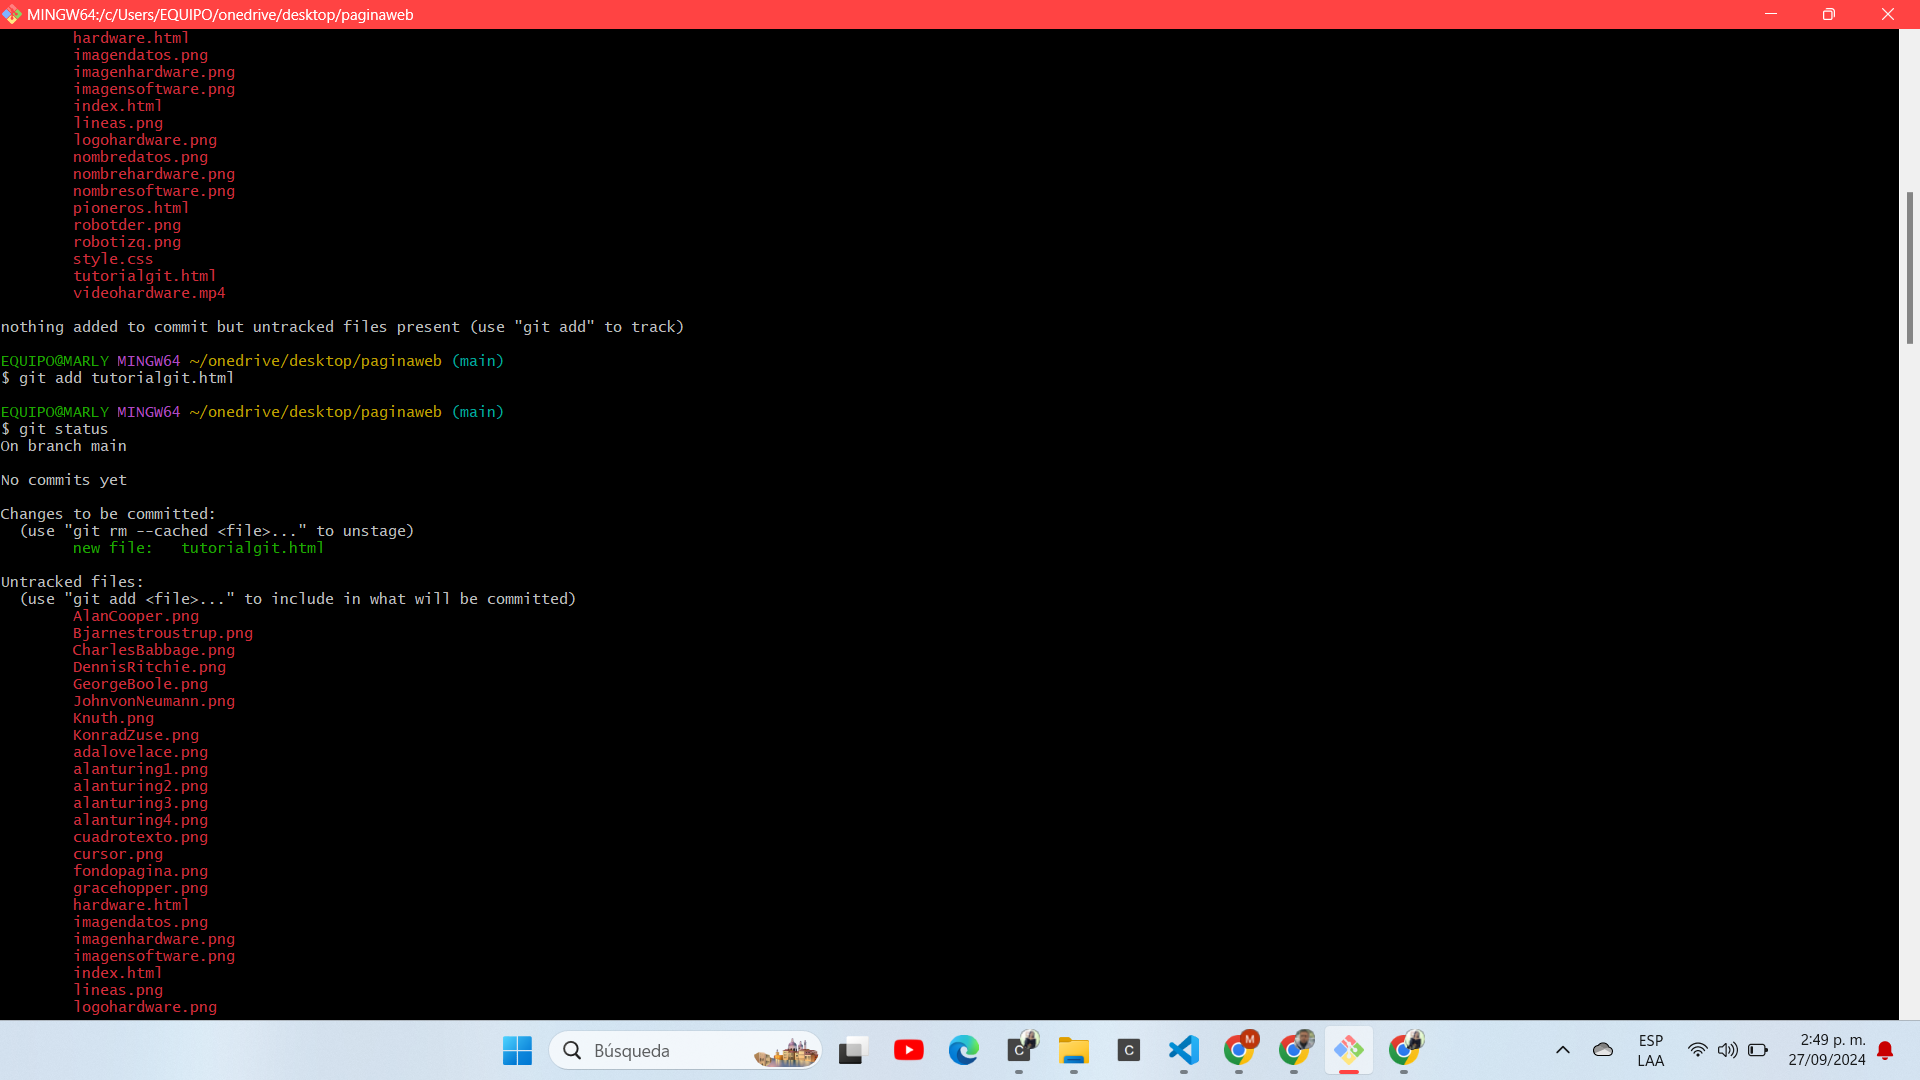 MINGW64:/c/Users/EQUIPO/onedrive/desktop/paginaweb
hardware.html
imagendatos.png
imagenhardware.png
imagensoftware.png
index.html
lineas.png
logohardware.png
nombredatos.png
nombrehardware.png
nombresoftware.png
pioneros.html
robotder.png
robotizq.png
style.css
tutorialgit.html
videohardware.mp4
nothing added to commit but untracked files present (use "git add" to track)
EQUIPO@MARLY MINGW64 ~/onedrive/desktop/paginaweb (main)
$ git add tutorialgit.html
EQUIPO@MARLY MINGW64 ~/onedrive/desktop/paginaweb (main)
$ git status
On branch main
No commits yet
Changes to be committed:
(use "git rm --cached <file>..." to unstage)
new file:   tutorialgit.html
Untracked files:
(use "git add <file>..." to include in what will be committed)
AlanCooper.png
Bjarnestroustrup.png
CharlesBabbage.png
DennisRitchie.png
GeorgeBoole.png
JohnvonNeumann.png
Knuth.png
KonradZuse.png
adalovelace.png
alanturing1.png
alanturing2.png
alanturing3.png
alanturing4.png
cuadrotexto.png
cursor.png
fondopagina.png
gracehopper.png
hardware.html
imagendatos.png
imagenhardware.png
imagensoftware.png
index.html
lineas.png
logohardware.png
Búsqueda
C
C
M
ESP
LAA
2:49 p. m.
27/09/2024